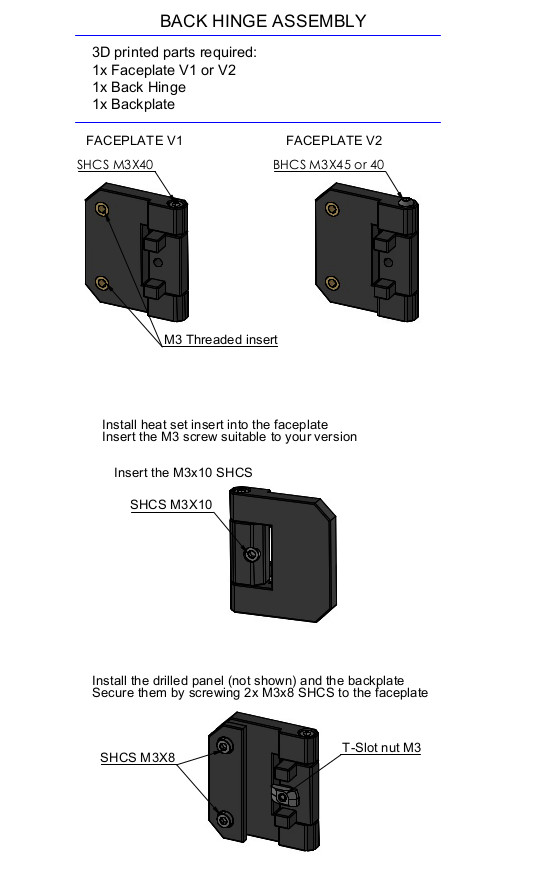 BACK HINGE ASSEMBLY
3D printed parts required:
1x Faceplate V1 or V2
1x Back Hinge
1x Backplate
FACEPLATE V1
FACEPLATE V2
SHCS M3X40
BHCS M3X45 or 40
M3 Threaded insert
Install heat set insert into the faceplate
Insert the M3 screw suitable to your version
Insert the M3x10 SHCS
SHCS M3X10
Install the drilled panel (not shown) and the backplate
Secure them by screwing 2x M3x8 SHCS to the faceplate
T-Slot nut M3
SHCS M3X8